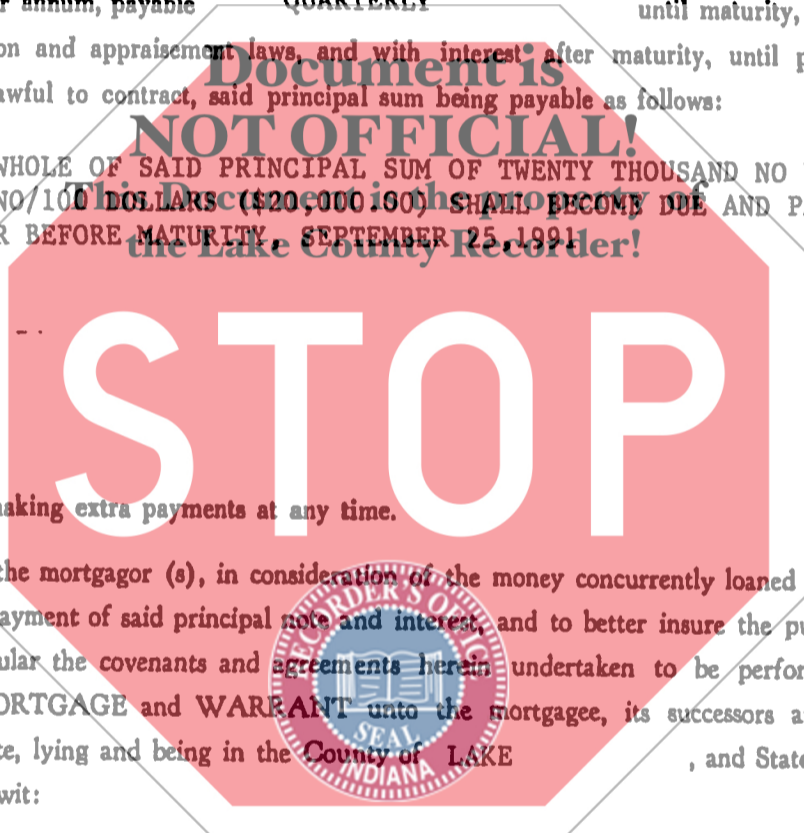 r annum, payable QUARTERLY until maturity,
on and appraisement laws, and with interest after maturity, until p
awful to contract, said principal sum being payable as follows:
Document is
NOT OFFICIAL!
WHOLE OF SAID PRINCIPAL SUM OF TWENTY THOUSAND NO
NO/100 DOLLARS ($20,000.00) SHALL BECOME DUE AND PA
This Document is the property of
R BEFORE MATURITY, SEPTEMBER 25,1991
the Lake County Recorder!
STOP
making extra payments at any time.
the mortgagor (s), in consideration of the money concurrently loaned
ayment of said principal note and interest, and to better insure the pu
ular the covenants and agreements herein undertaken to be perfor
ORTGAGE and WARRANT unto the mortgagee, its successors a
te, lying and being in the County of LAKE , and State
wit:
RECORDER'S OFFIC
SEAL
INDIANA